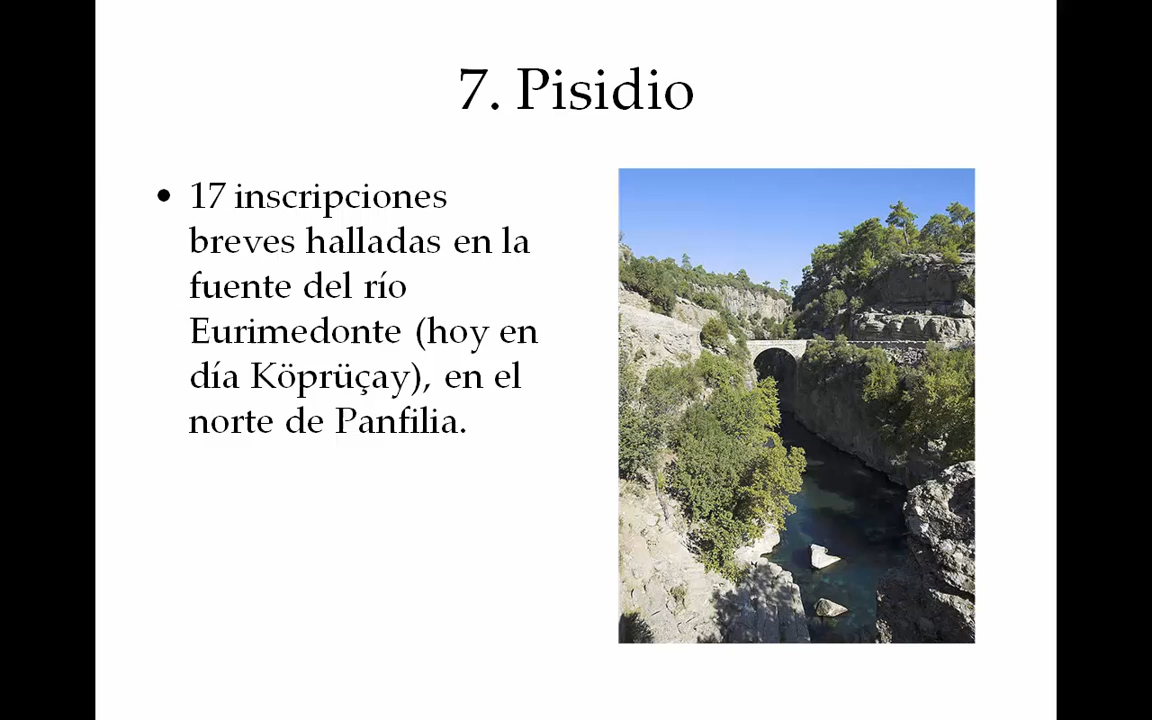 7. Pisidio
• 17 inscripciones
breves halladas en la
fuente del río
Eurimedonte (hoy en
día Köprüçay), en el
norte de Panfilia.